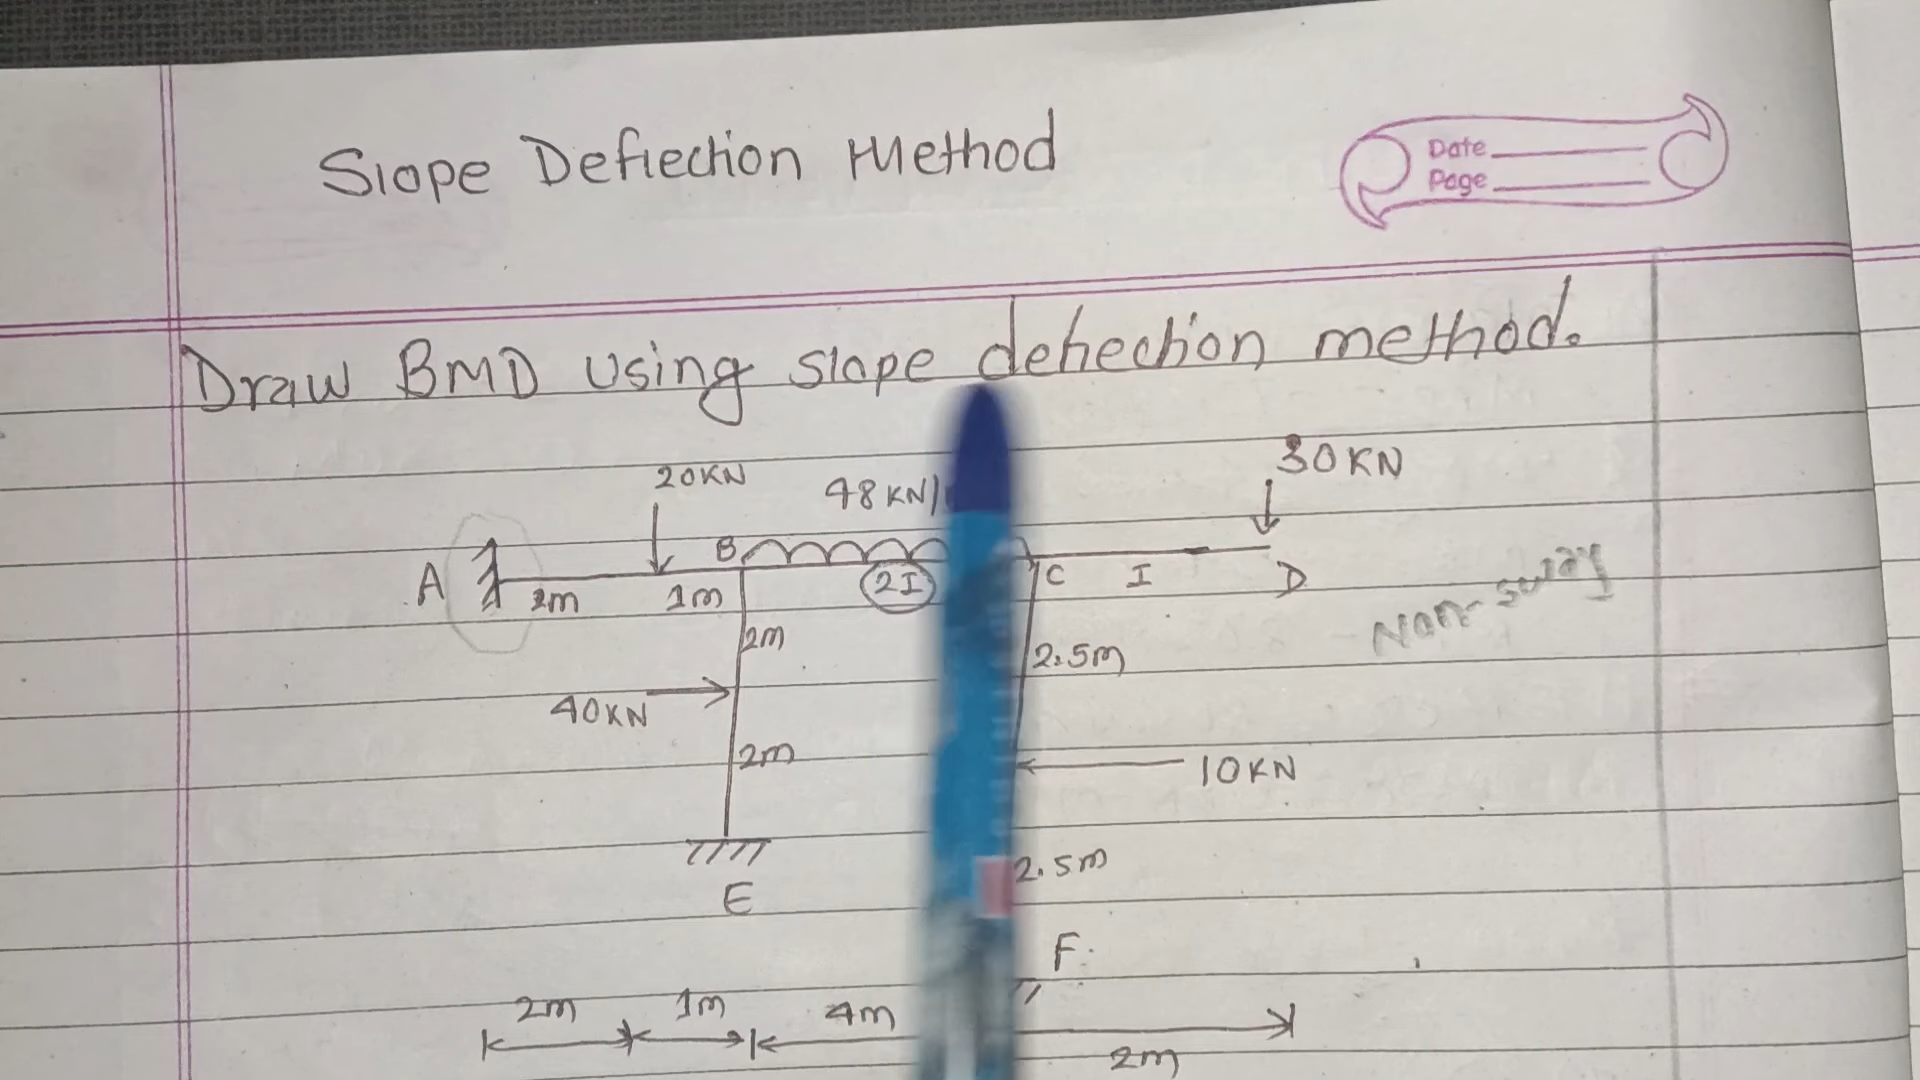 Slope Deflection Method
Date
Page
Draw BMD using slope deflection method.
20KN
48KN/
30KN
A
B
2m
1m
2I
C
I
D
Non-sway
2m
2.5m
40KN
2m
10KN
2.5m
E
F
2m
1m
4m
2m